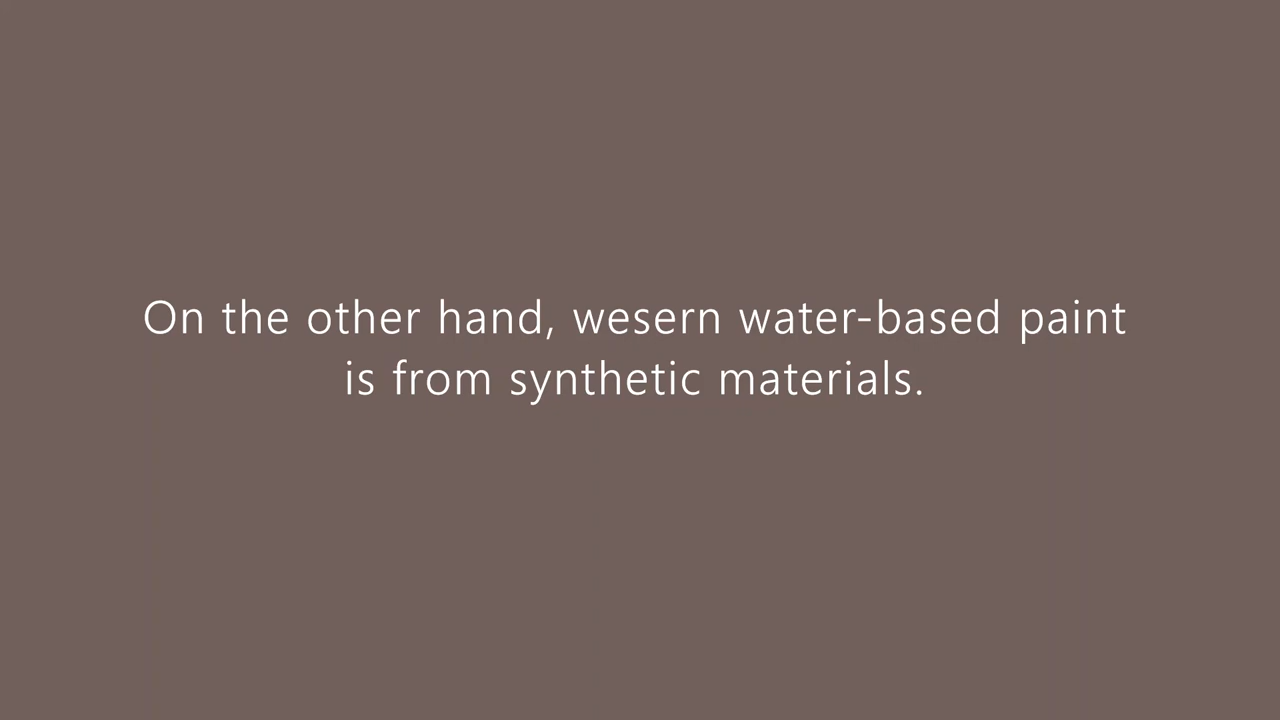 On the other hand, wesern water-based paint
is from synthetic materials.